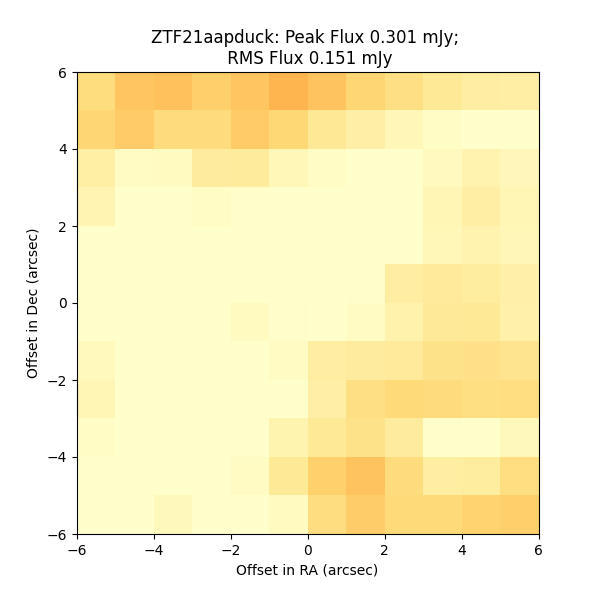 ZTF21aapduck: Peak Flux 0.301 mJy;
RMS Flux 0.151 mJy
6
4
2
0
−2
−4
−6
Offset in Dec (arcsec)
−6 −4 −2 0 2 4 6
Offset in RA (arcsec)